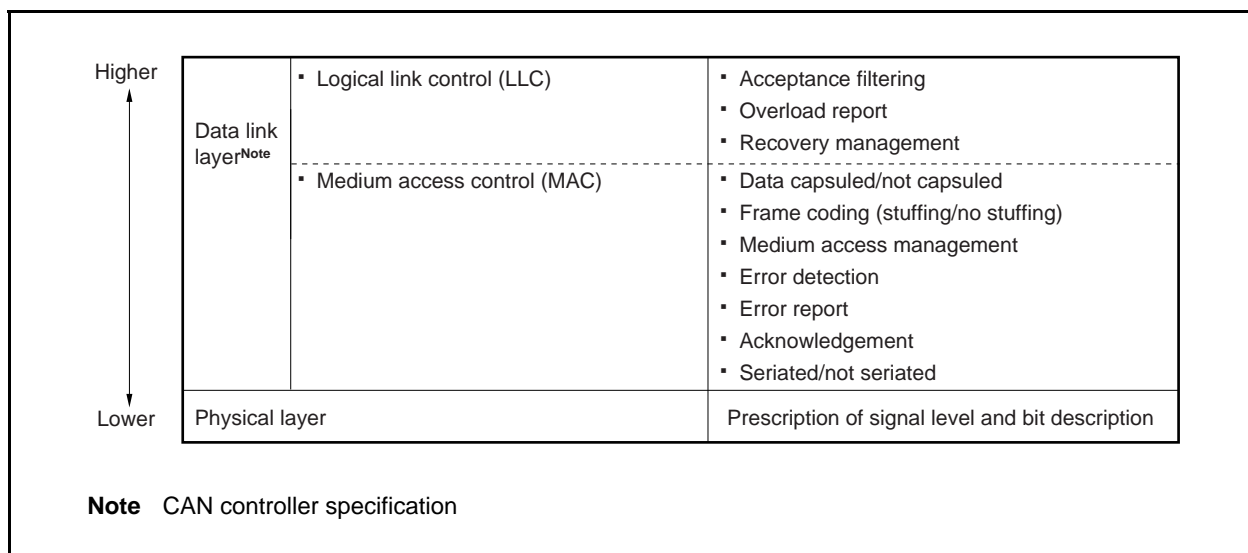 Higher
Data link
layerNote
▪ Logical link control (LLC)
▪ Acceptance filtering
▪ Overload report
▪ Recovery management
▪ Medium access control (MAC)
▪ Data capsuled/not capsuled
▪ Frame coding (stuffing/no stuffing)
▪ Medium access management
▪ Error detection
▪ Error report
▪ Acknowledgement
▪ Seriated/not seriated
Lower
Physical layer
Prescription of signal level and bit description
Note CAN controller specification